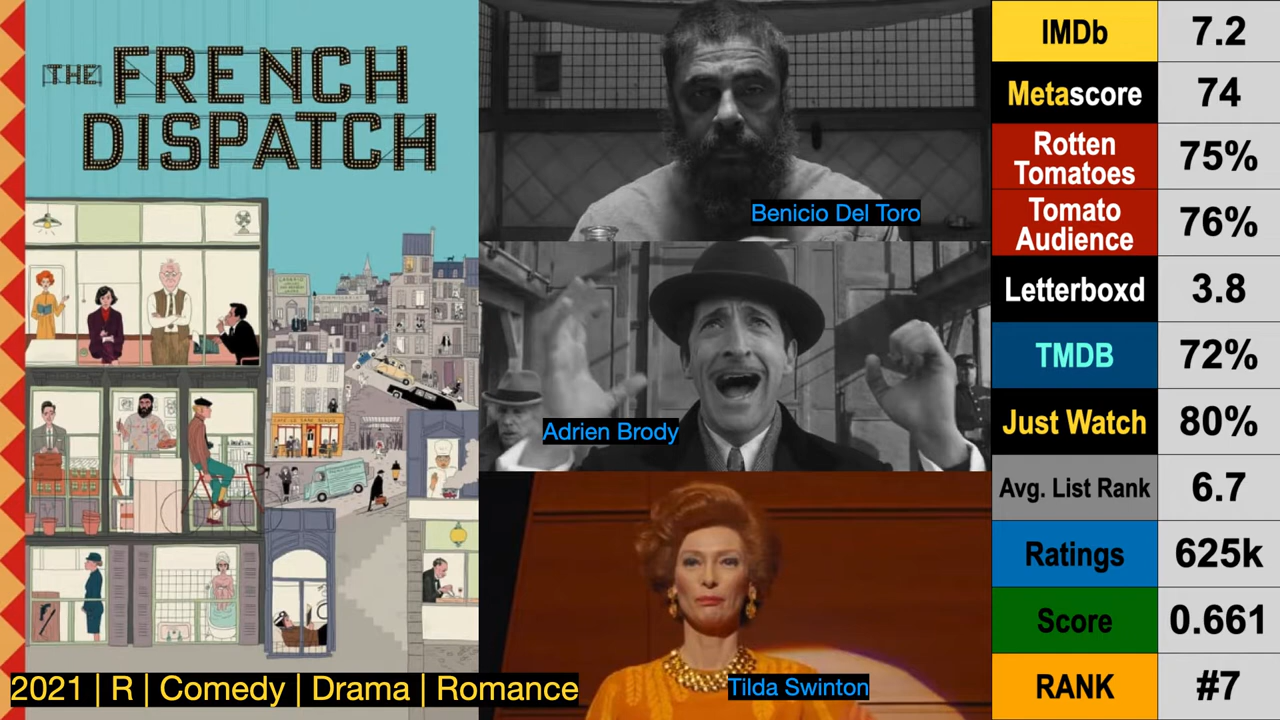 THE FRENCH
DISPATCH
Benicio Del Toro
Adrien Brody
Tilda Swinton
2021 | R | Comedy | Drama | Romance
IMDb 7.2
Metascore 74
Rotten
Tomatoes 75%
Tomato
Audience 76%
Letterboxd 3.8
TMDB 72%
Just Watch 80%
Avg. List Rank 6.7
Ratings 625k
Score 0.661
RANK #7